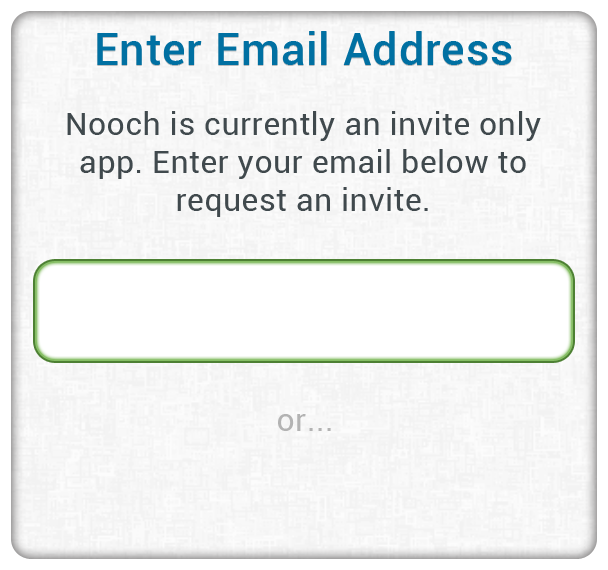 Enter Email Address
Nooch is currently an invite only
app. Enter your email below to
request an invite.
or...